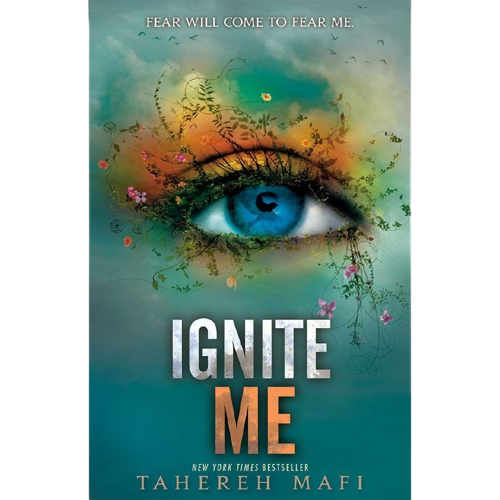 FEAR WILL COME TO FEAR ME.
IGNITE
ME
NEW YORK TIMES BESTSELLER
TAHEREH MAFI